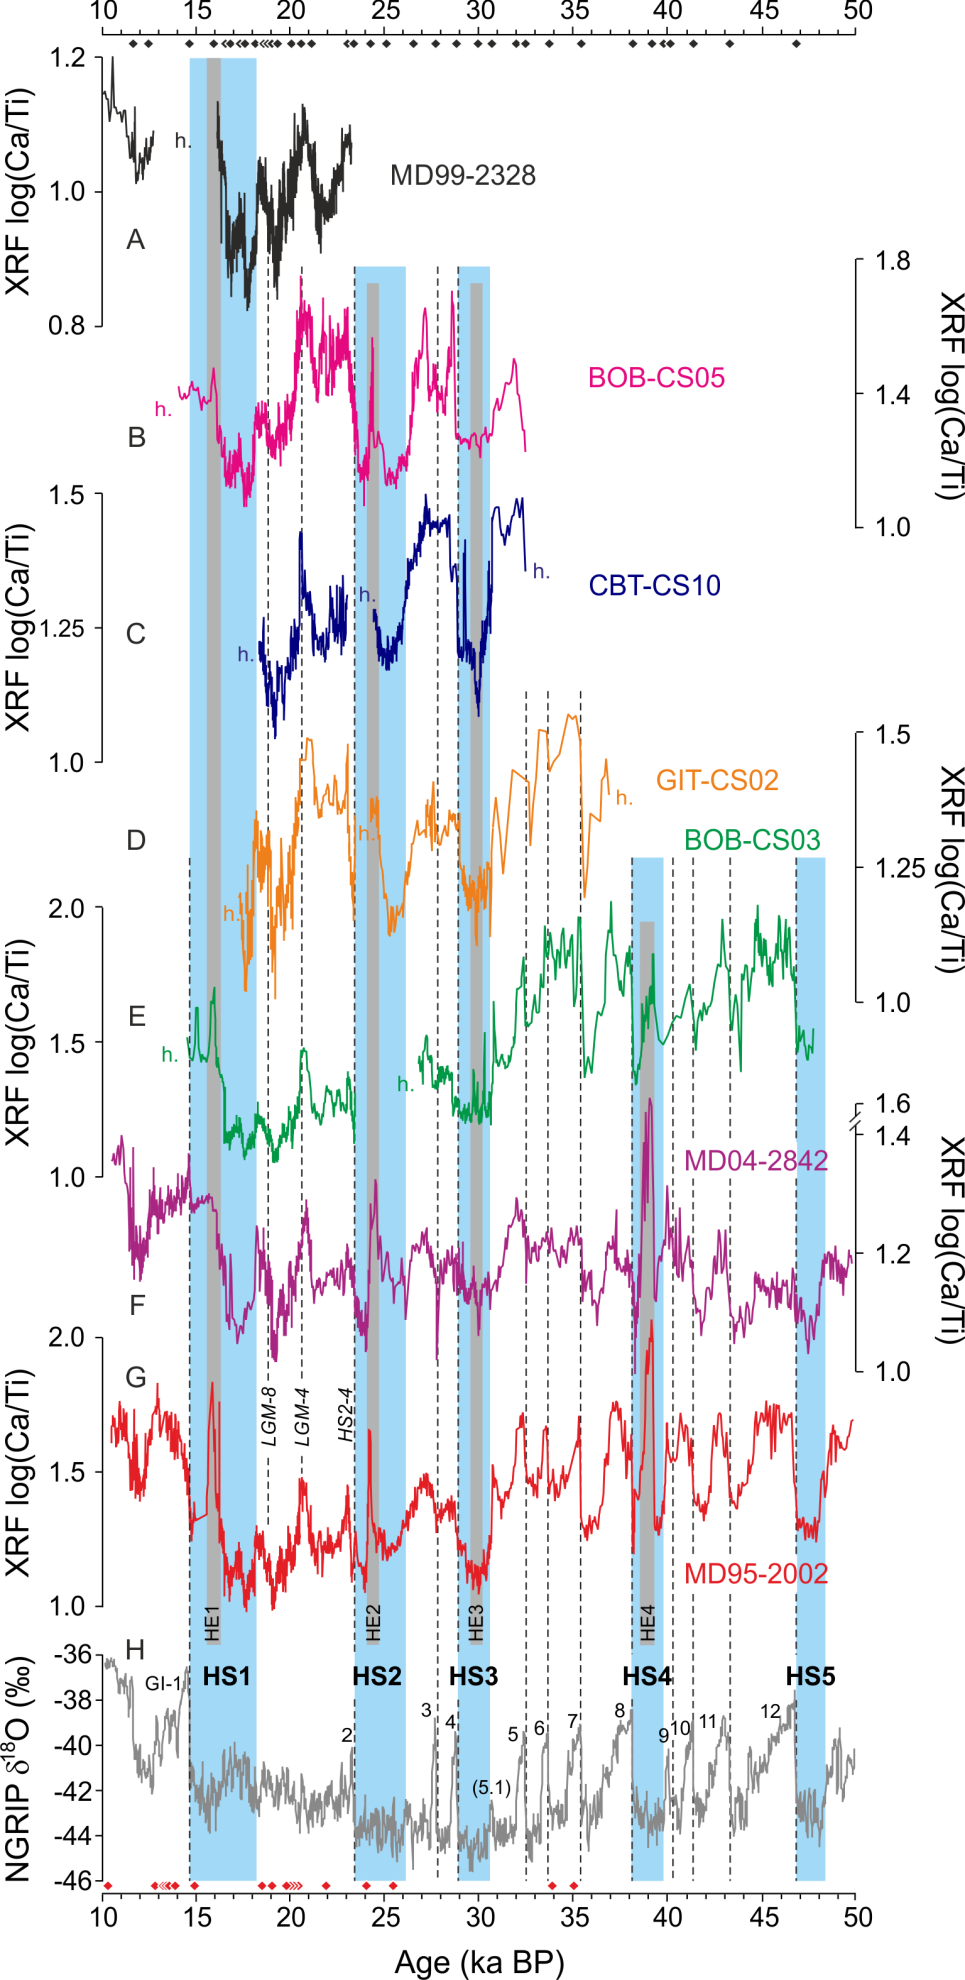 10 15 20 25 30 35 40 45 50
1.2
h.
MD99-2328
1.0
XRF log(Ca/Ti)
A
0.8
1.8
BOB-CS05
1.4
h.
B
XRF log(Ca/Ti)
1.0
1.5
h.
CBT-CS10
h.
1.25
C
h.
XRF log(Ca/Ti)
1.0
1.5
GIT-CS02
h.
D
h.
BOB-CS03
1.25
XRF log(Ca/Ti)
h.
2.0
1.0
E
1.5
h.
h.
XRF log(Ca/Ti)
1.0
1.6
1.4
MD04-2842
1.2
XRF log(Ca/Ti)
F
1.0
2.0
G
LGM-8
LGM-4
HS2-4
1.5
XRF log(Ca/Ti)
MD95-2002
1.0
HE1
HE2
HE3
HE4
H
-36
GI-1
HS1 HS2 HS3 HS4 HS5
-38
2 3 4 5 6 7 8 9 10 11 12
(5.1)
-40
-42
-44
-46
NGRIP δ18O (‰)
10 15 20 25 30 35 40 45 50
Age (ka BP)